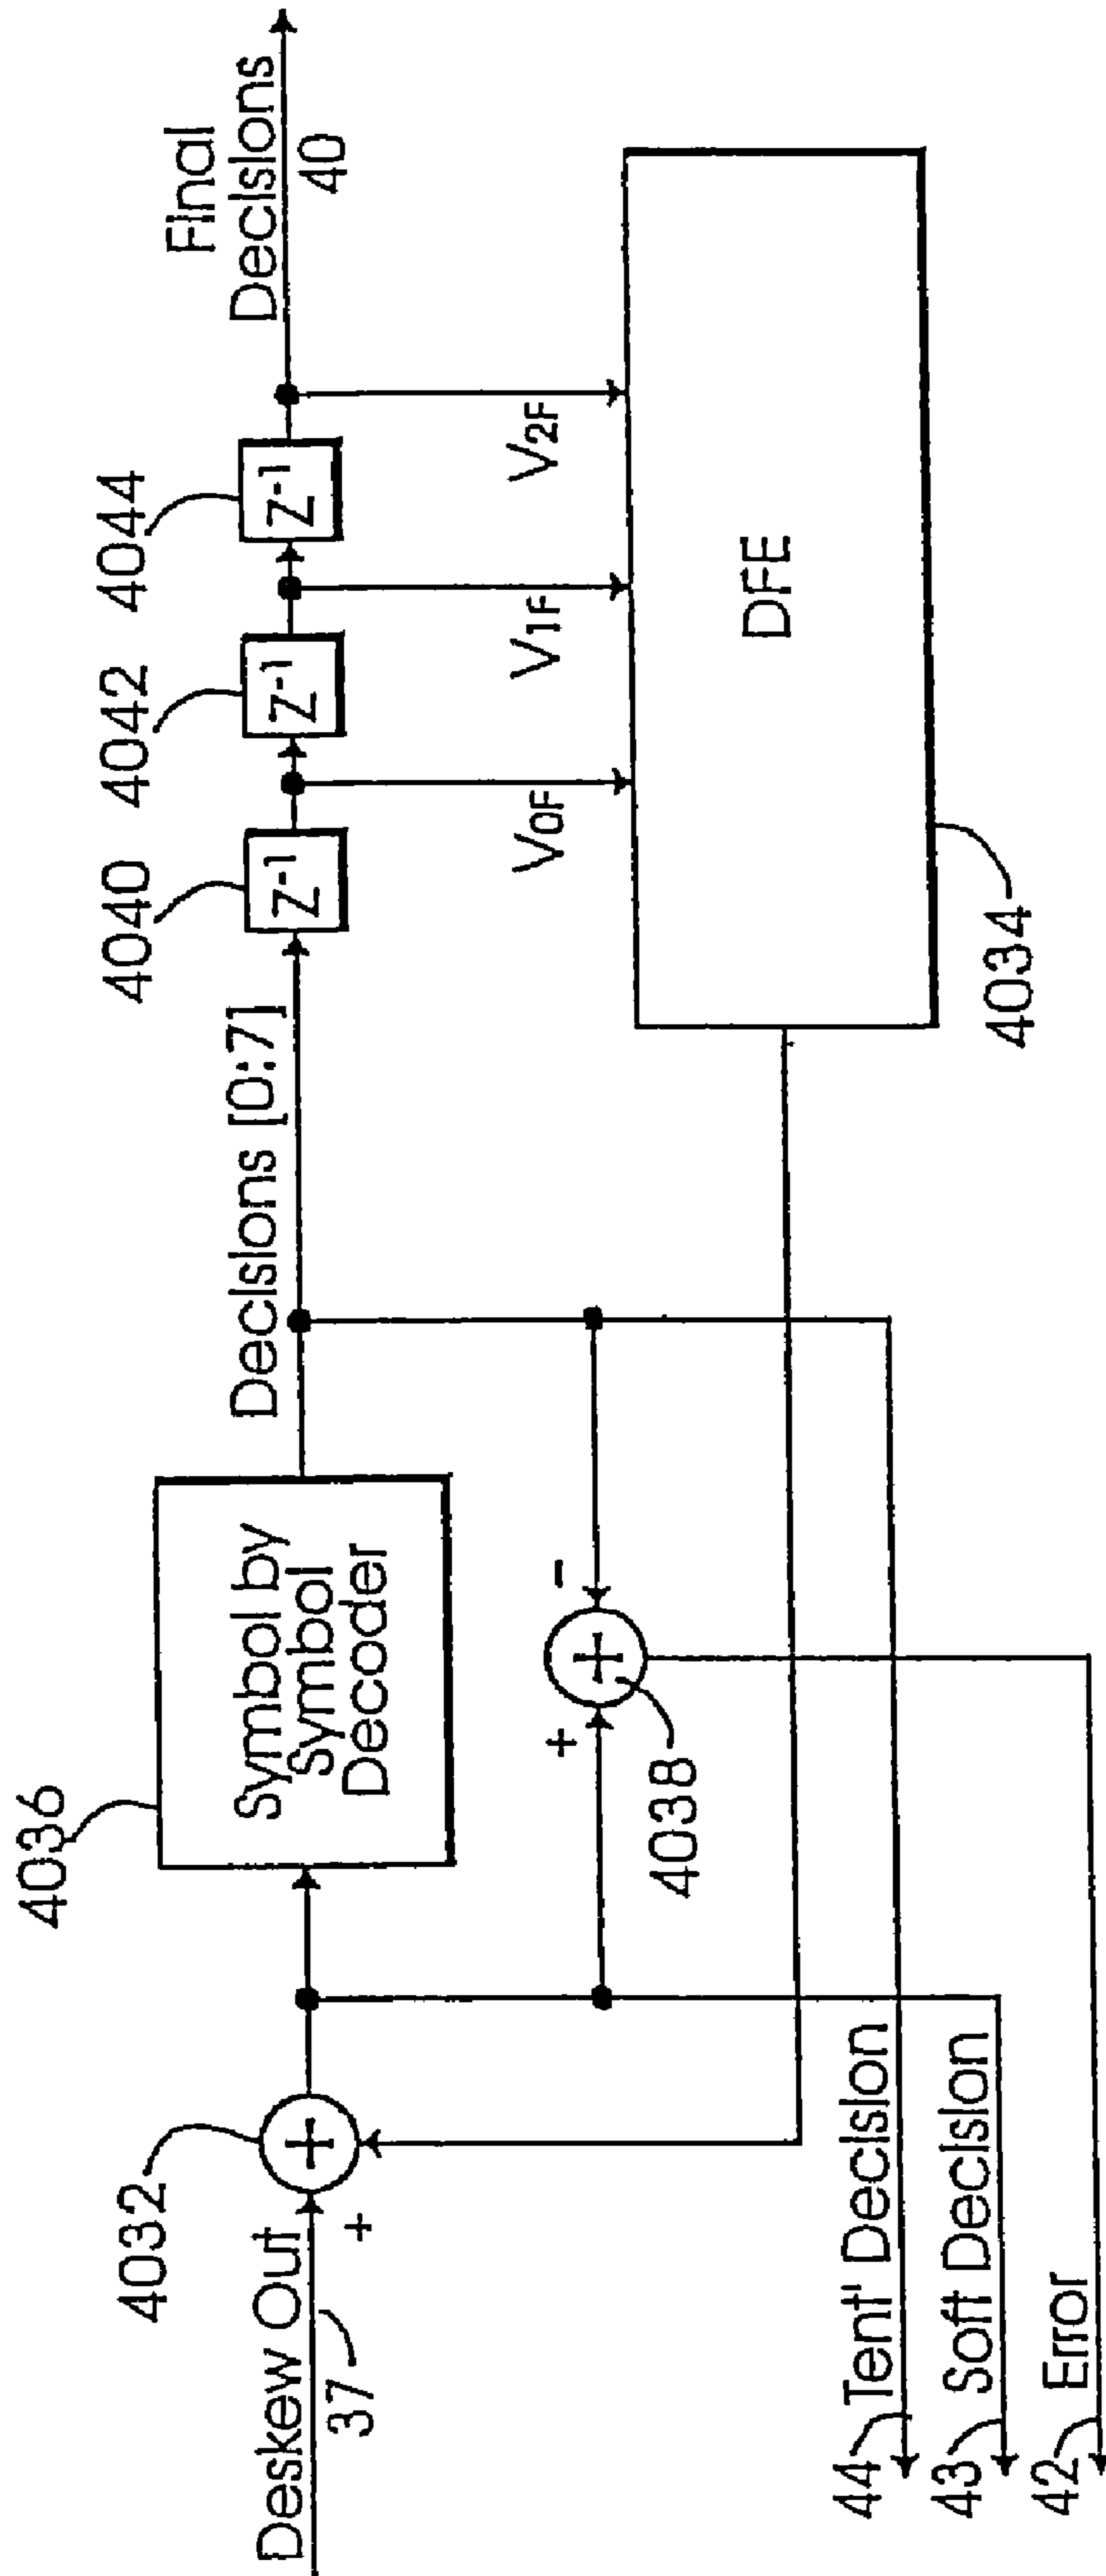 Deskew Out
37
+
4032
+
4036
Symbol by
Symbol
Decoder
Decisions [0:7]
4040
Z-1
4042
Z-1
4044
Z-1
Final
Decisions
40
V0F
V1F
V2F
DFE
4034
+
-
+
4038
44
Tent' Decision
43
Soft Decision
42
Error